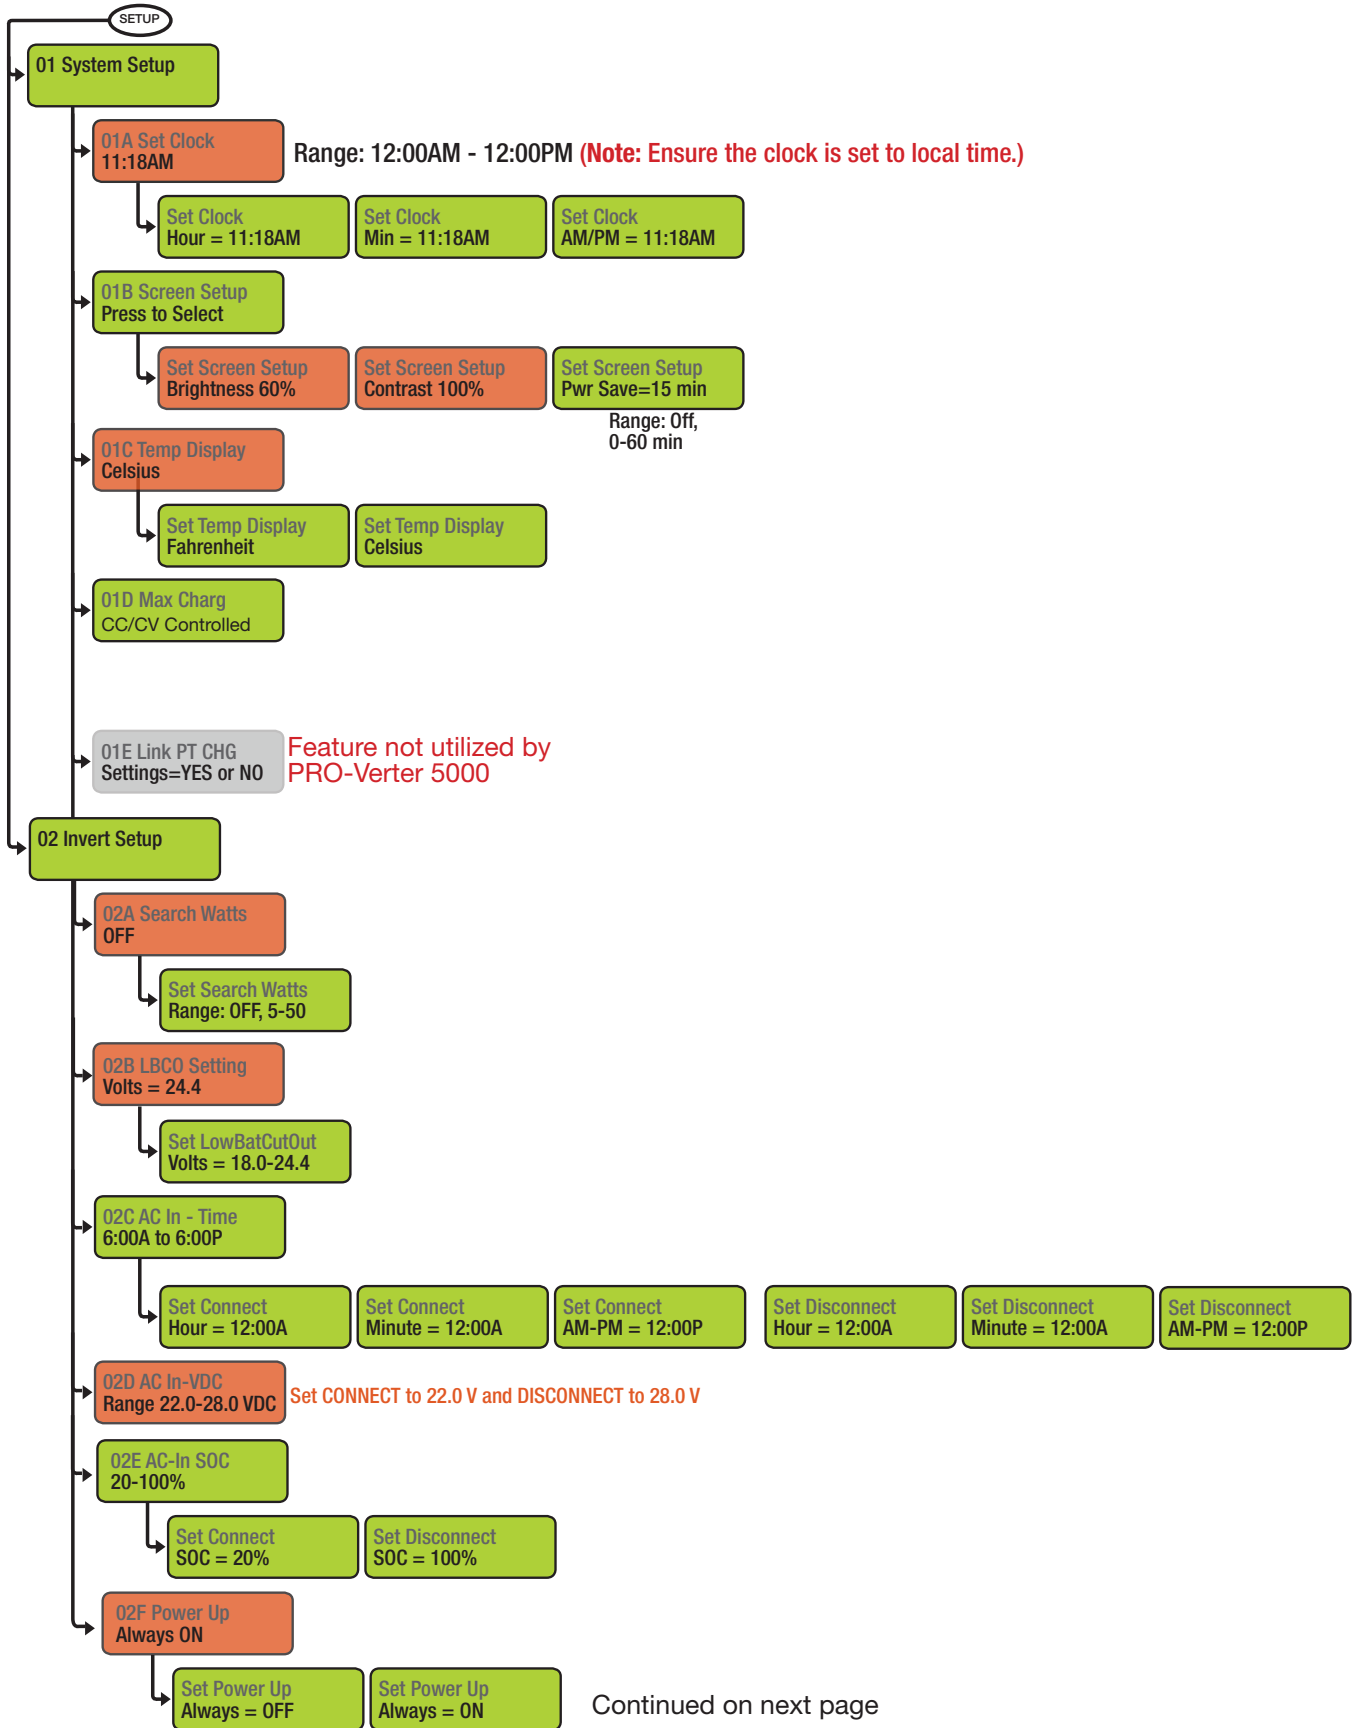 SETUP
01 System Setup
01A Set Clock
11:18AM
Range: 12:00AM - 12:00PM (Note: Ensure the clock is set to local time.)
Set Clock
Hour = 11:18AM
Set Clock
Min = 11:18AM
Set Clock
AM/PM = 11:18AM
01B Screen Setup
Press to Select
Set Screen Setup
Brightness 60%
Set Screen Setup
Contrast 100%
Set Screen Setup
Pwr Save=15 min
Range: Off,
0-60 min
01C Temp Display
Celsius
Set Temp Display
Fahrenheit
Set Temp Display
Celsius
01D Max Charg
CC/CV Controlled
01E Link PT CHG
Settings=YES or NO
Feature not utilized by
PRO-Verter 5000
02 Invert Setup
02A Search Watts
OFF
Set Search Watts
Range: OFF, 5-50
02B LBCO Setting
Volts = 24.4
Set LowBatCutOut
Volts = 18.0-24.4
02C AC In - Time
6:00A to 6:00P
Set Connect
Hour = 12:00A
Set Connect
Minute = 12:00A
Set Connect
AM-PM = 12:00P
Set Disconnect
Hour = 12:00A
Set Disconnect
Minute = 12:00A
Set Disconnect
AM-PM = 12:00P
02D AC In-VDC
Range 22.0-28.0 VDC
Set CONNECT to 22.0 V and DISCONNECT to 28.0 V
02E AC-In SOC
20-100%
Set Connect
SOC = 20%
Set Disconnect
SOC = 100%
02F Power Up
Always ON
Set Power Up
Always = OFF
Set Power Up
Always = ON
Continued on next page